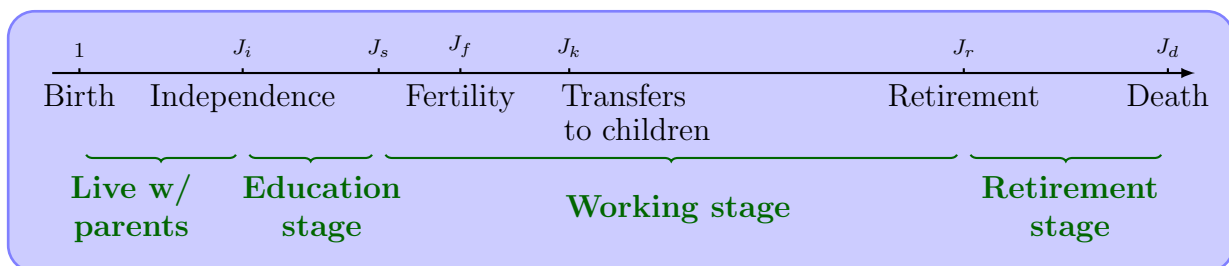 1 J_i J_s J_f J_k J_r J_d
Birth Independence Fertility Transfers Retirement Death
to children
Live w/ Education Working stage Retirement
parents stage stage